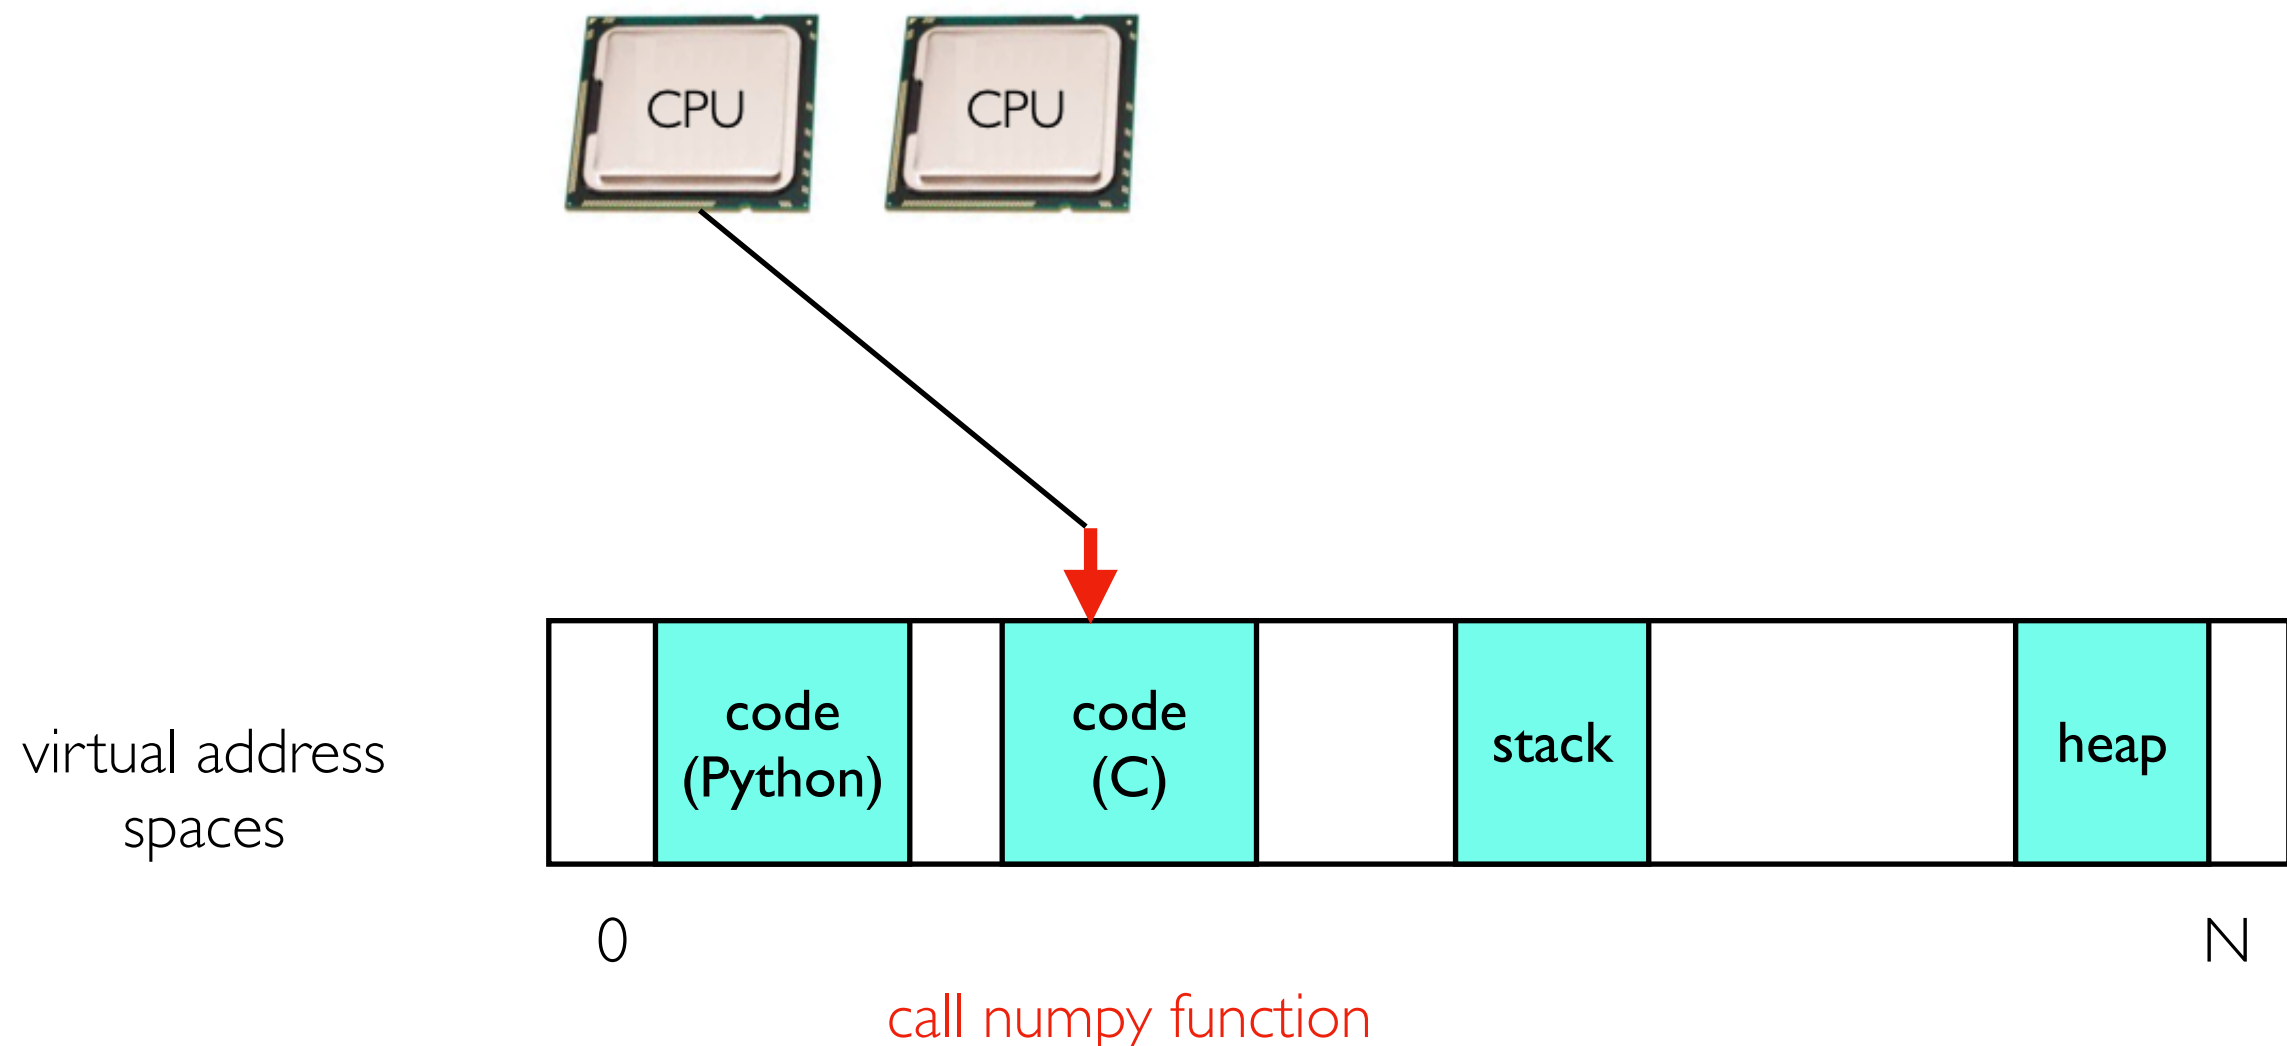 CPU
CPU
code
(Python)
code
(C)
stack
heap
virtual address
spaces
0
N
call numpy function